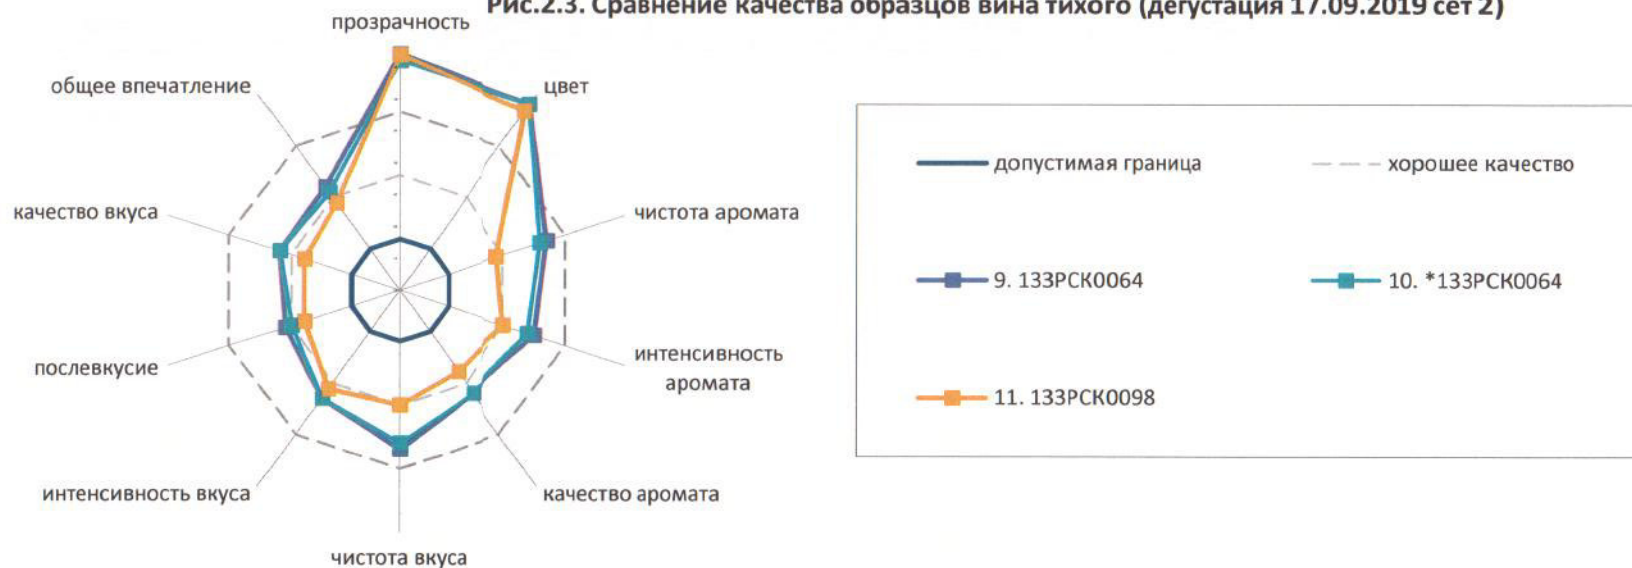 Рис.2.3. Сравнение качества образцов вина тихого (дегустация 17.09.2019 сет 2)
прозрачность
общее впечатление
цвет
качество вкуса
чистота аромата
послевкусие
интенсивность
аромата
интенсивность вкуса
качество аромата
чистота вкуса
допустимая граница
хорошее качество
9. 133РСК0064
10. *133РСК0064
11. 133РСК0098